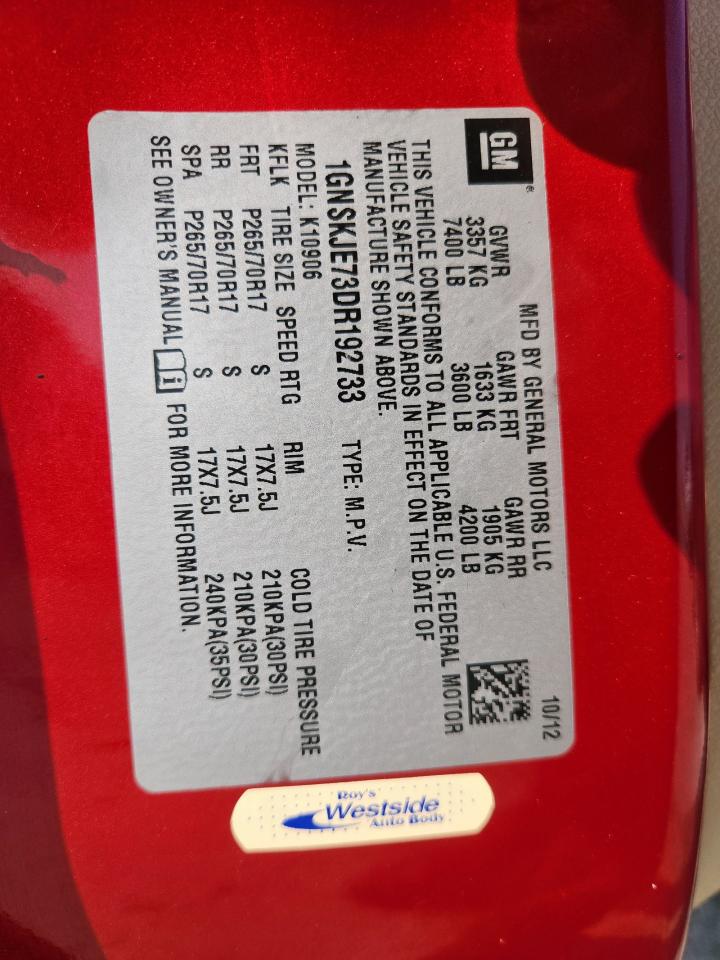 MFD BY GENERAL MOTORS LLC 10/12
GM
GVWR GAWR FRT GAWR RR
3357 KG 1633 KG 1905 KG
7400 LB 3600 LB 4200 LB
THIS VEHICLE CONFORMS TO ALL APPLICABLE U.S. FEDERAL MOTOR
VEHICLE SAFETY STANDARDS IN EFFECT ON THE DATE OF
MANUFACTURE SHOWN ABOVE.
1GNSKJE73DR192733 TYPE: M.P.V.
MODEL: K10906
KFLK TIRE SIZE SPEED RTG RIM COLD TIRE PRESSURE
FRT P265/70R17 S 17X7.5J 210KPA(30PSI)
RR P265/70R17 S 17X7.5J 210KPA(30PSI)
SPA P265/70R17 S 17X7.5J 240KPA(35PSI)
SEE OWNER'S MANUAL i FOR MORE INFORMATION.
Roy's
Westside
Auto Body